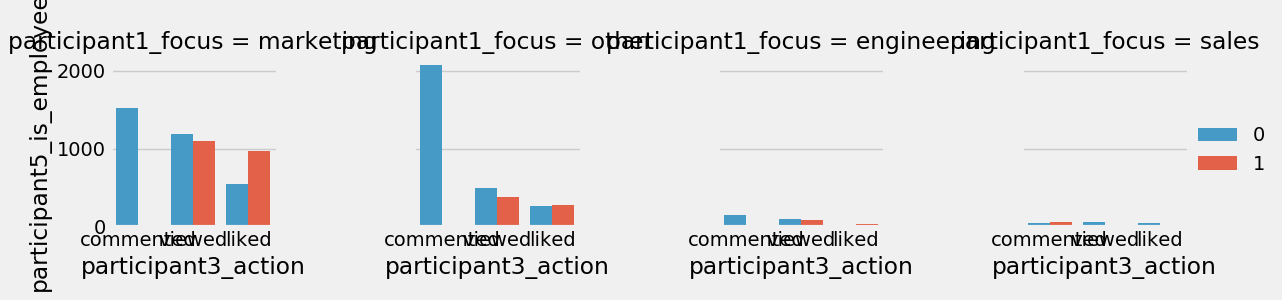 participant1_focus = marketing
participant1_focus = other
participant1_focus = engineering
participant1_focus = sales
participant5_is_employee
2000
1000
0
commented viewed liked
commented viewed liked
commented viewed liked
commented viewed liked
participant3_action
participant3_action
participant3_action
participant3_action
0
1